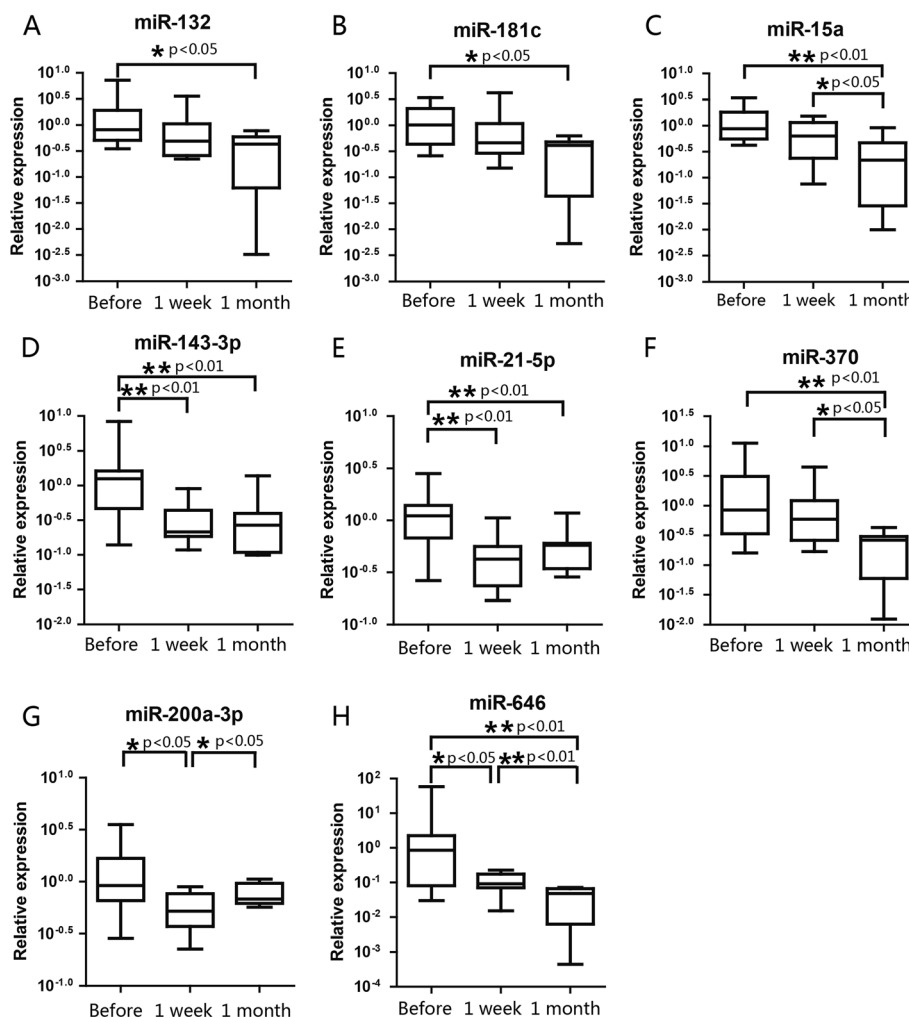 A
miR-132
* p<0.05
Relative expression
10^1.0
10^0.5
10^0.0
10^-0.5
10^-1.0
10^-1.5
10^-2.0
10^-2.5
10^-3.0
Before 1 week 1 month
B
miR-181c
* p<0.05
Relative expression
10^1.0
10^0.5
10^0.0
10^-0.5
10^-1.0
10^-1.5
10^-2.0
10^-2.5
10^-3.0
Before 1 week 1 month
C
miR-15a
** p<0.01
* p<0.05
Relative expression
10^1.0
10^0.5
10^0.0
10^-0.5
10^-1.0
10^-1.5
10^-2.0
10^-2.5
10^-3.0
Before 1 week 1 month
D
miR-143-3p
** p<0.01
** p<0.01
Relative expression
10^1.0
10^0.5
10^0.0
10^-0.5
10^-1.0
10^-1.5
10^-2.0
Before 1 week 1 month
E
miR-21-5p
** p<0.01
** p<0.01
Relative expression
10^1.0
10^0.5
10^0.0
10^-0.5
10^-1.0
Before 1 week 1 month
F
miR-370
** p<0.01
* p<0.05
Relative expression
10^1.5
10^1.0
10^0.5
10^0.0
10^-0.5
10^-1.0
10^-1.5
10^-2.0
Before 1 week 1 month
G
miR-200a-3p
* p<0.05 * p<0.05
Relative expression
10^1.0
10^0.5
10^0.0
10^-0.5
10^-1.0
Before 1 week 1 month
H
miR-646
** p<0.01
* p<0.05 ** p<0.01
Relative expression
10^2
10^1
10^0
10^-1
10^-2
10^-3
10^-4
Before 1 week 1 month